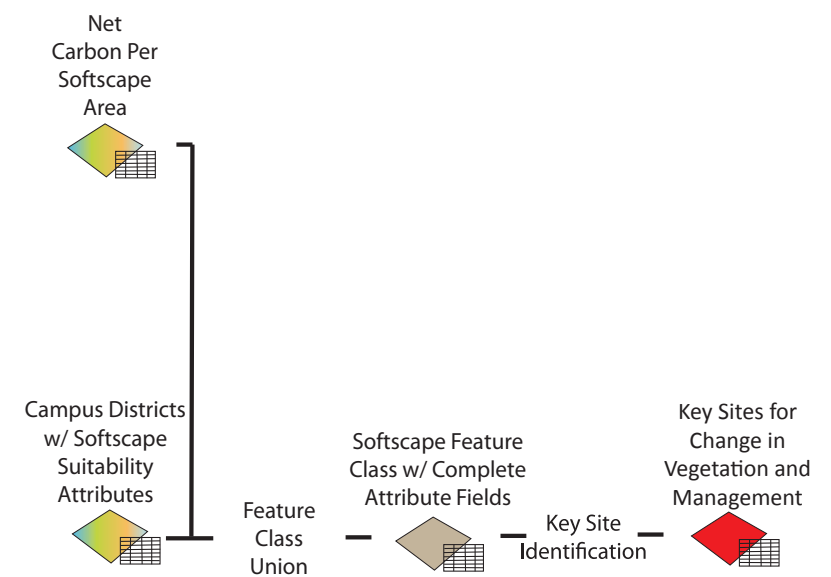 Net
Carbon Per
Softscape
Area
Campus Districts
w/ Softscape
Suitability
Attributes
Feature
Class
Union
Softscape Feature
Class w/ Complete
Attribute Fields
Key Site
Identification
Key Sites for
Change in
Vegetation and
Management